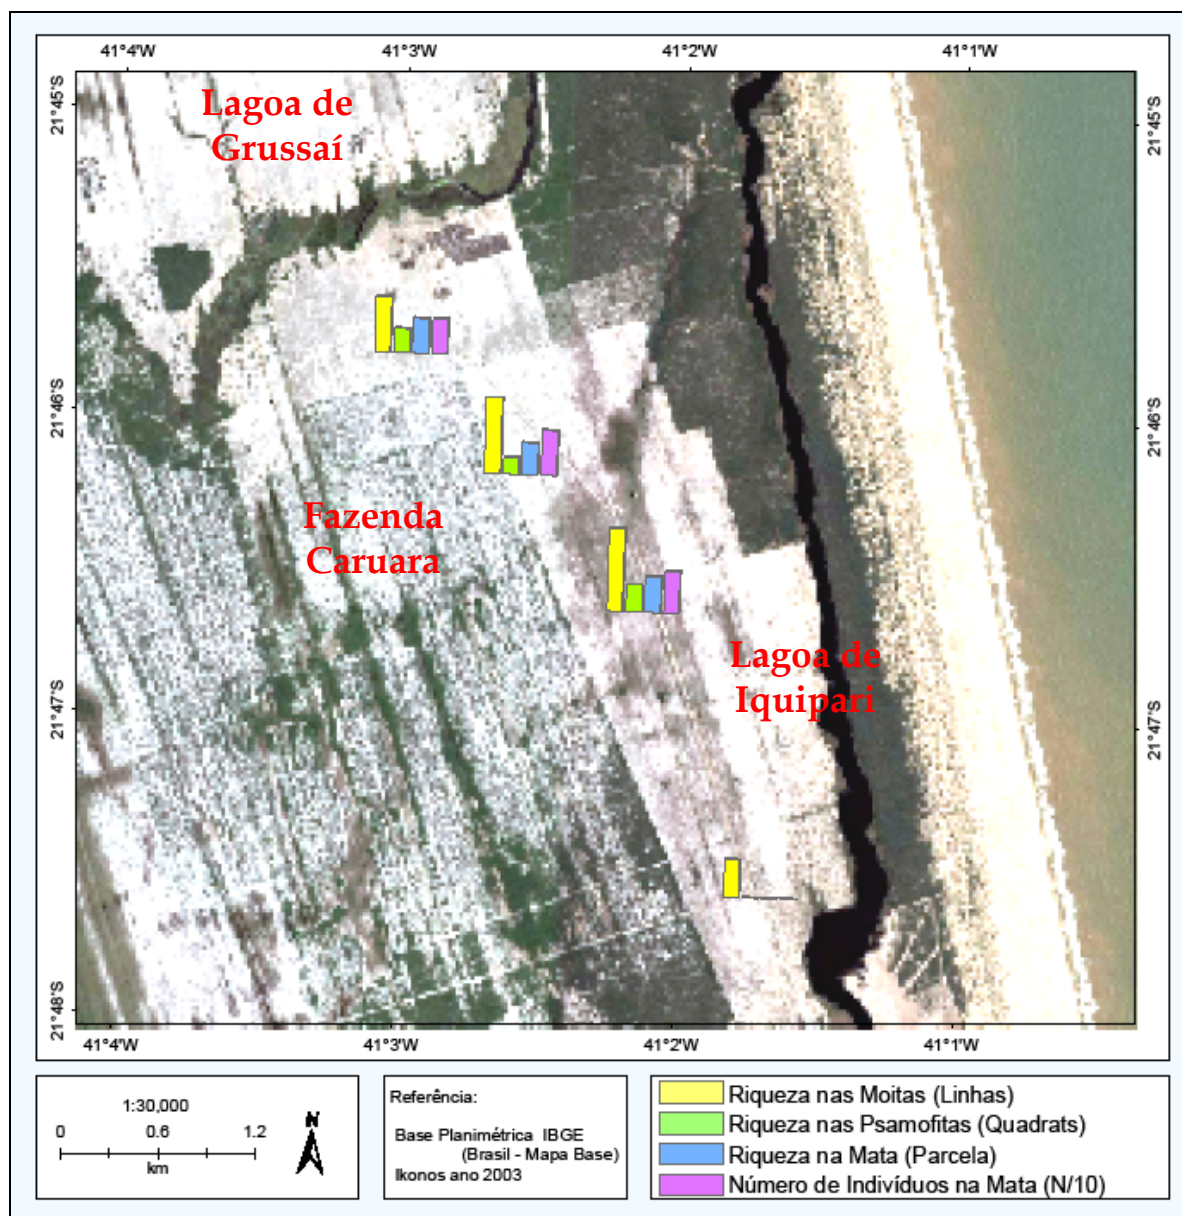 41°4'W 41°3'W 41°2'W 41°1'W
21°45'S
21°45'S
Lagoa de
Grussaí
21°46'S
21°46'S
Fazenda
Caruara
Lagoa de
Iquipari
21°47'S
21°47'S
21°48'S
41°4'W 41°3'W 41°2'W 41°1'W
1:30,000
0 0.6 1.2
km
N
Referência:
Base Planimétrica IBGE
(Brasil - Mapa Base)
Ikonos ano 2003
Riqueza nas Moitas (Linhas)
Riqueza nas Psamofitas (Quadrats)
Riqueza na Mata (Parcela)
Número de Indivíduos na Mata (N/10)